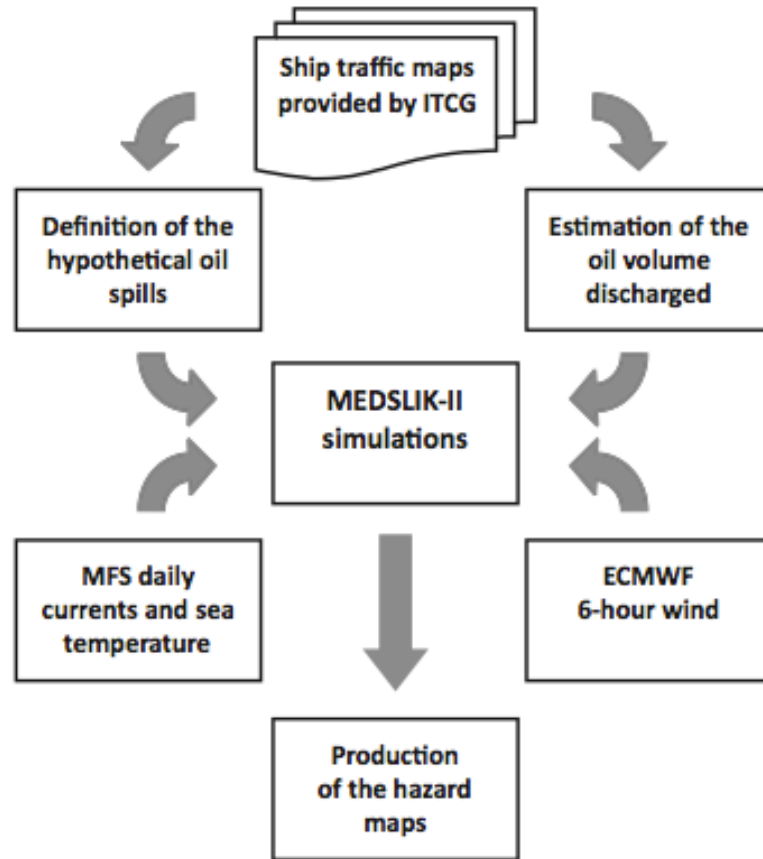 Ship traffic maps
provided by ITCG
Definition of the
hypothetical oil
spills
Estimation of the
oil volume
discharged
MEDSLIK-II
simulations
MFS daily
currents and sea
temperature
ECMWF
6-hour wind
Production
of the hazard
maps